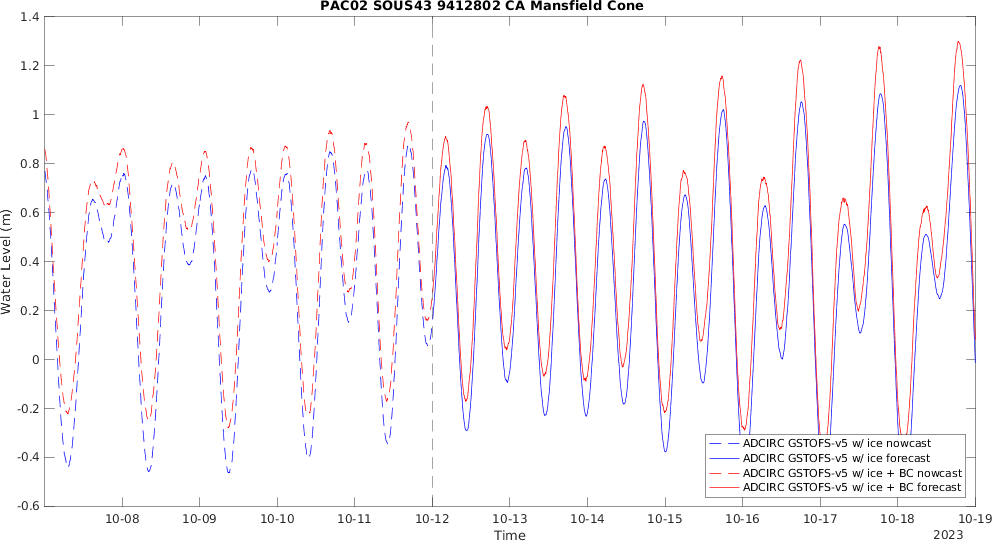 PAC02 SOUS43 9412802 CA Mansfield Cone
1.4
1.2
1
0.8
0.6
0.4
0.2
0
-0.2
-0.4
-0.6
Water Level (m)
ADCIRC GSTOFS-v5 w/ ice nowcast
ADCIRC GSTOFS-v5 w/ ice forecast
ADCIRC GSTOFS-v5 w/ ice + BC nowcast
ADCIRC GSTOFS-v5 w/ ice + BC forecast
10-08 10-09 10-10 10-11 10-12 10-13 10-14 10-15 10-16 10-17 10-18 10-19
Time
2023